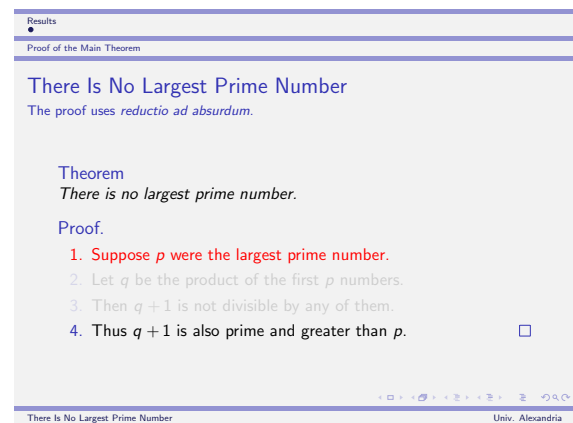 Results
Proof of the Main Theorem
There Is No Largest Prime Number
The proof uses reductio ad absurdum.
Theorem
There is no largest prime number.
Proof.
1. Suppose p were the largest prime number.
2. Let q be the product of the first p numbers.
3. Then q + 1 is not divisible by any of them.
4. Thus q + 1 is also prime and greater than p.
There Is No Largest Prime Number
Univ. Alexandria